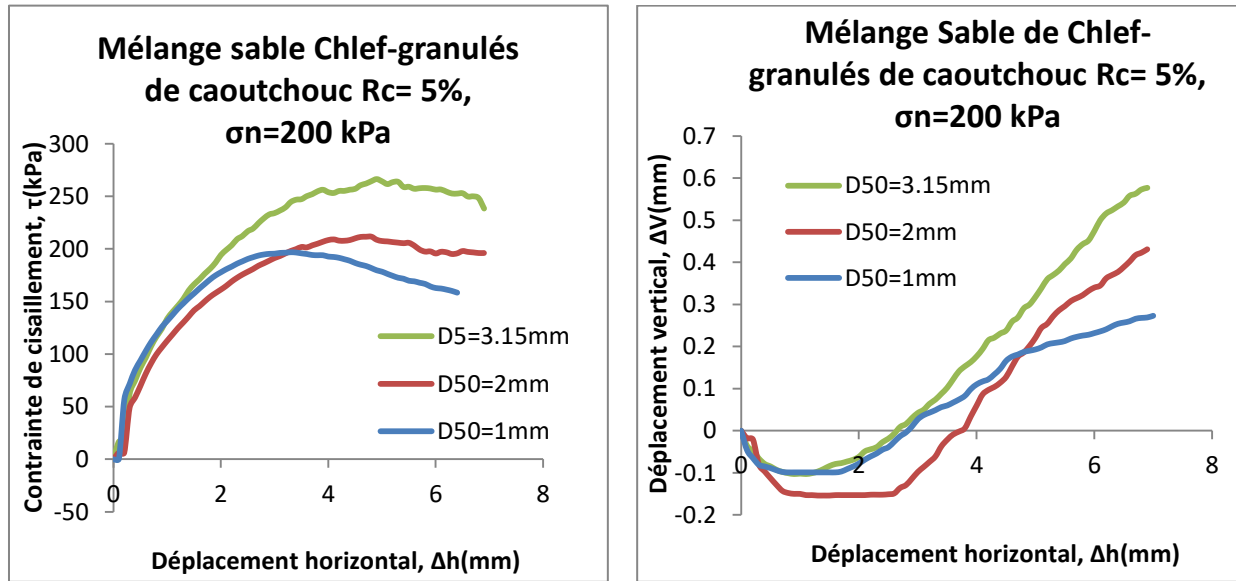 Mélange sable Chlef-granulés
de caoutchouc Rc= 5%,
σn=200 kPa
Contrainte de cisaillement, τ(kPa)
300
250
200
150
100
50
0
-50
0
2
4
6
8
D5=3.15mm
D50=2mm
D50=1mm
Déplacement horizontal, Δh(mm)
Mélange Sable de Chlef-
granulés de caoutchouc Rc= 5%,
σn=200 kPa
Déplacement vertical, ΔV(mm)
0.7
0.6
0.5
0.4
0.3
0.2
0.1
0
-0.1
-0.2
0
2
4
6
8
D50=3.15mm
D50=2mm
D50=1mm
Déplacement horizontal, Δh(mm)